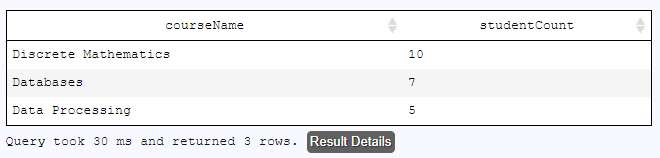 courseName studentCount
Discrete Mathematics 10
Databases 7
Data Processing 5
Query took 30 ms and returned 3 rows. Result Details